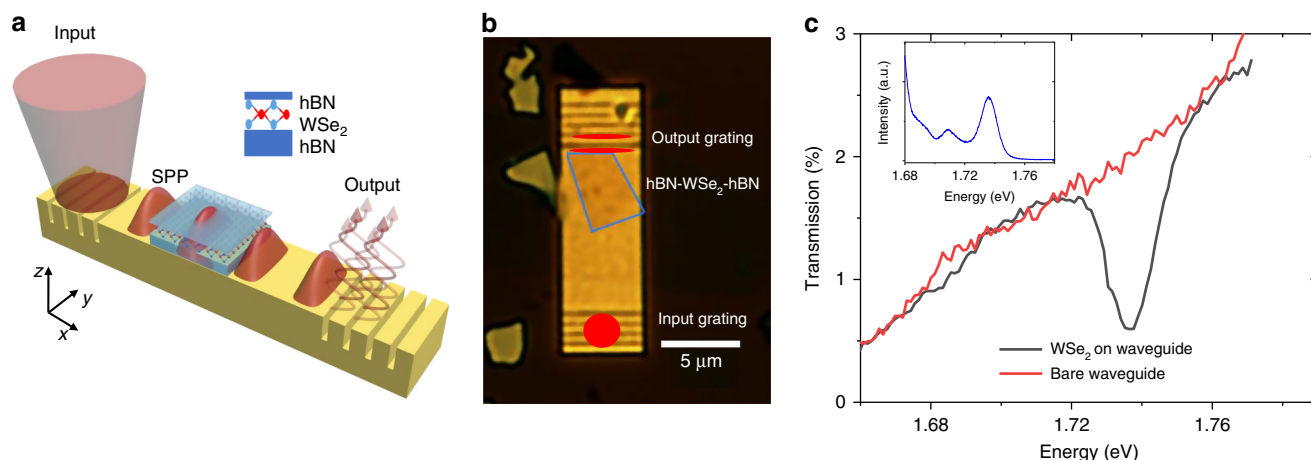 a
Input
hBN
WSe2
hBN
SPP
Output
z
y
x
b
Output grating
hBN-WSe2-hBN
Input grating
5 μm
c
3
2
1
0
Transmission (%)
1.68
1.72
1.76
Energy (eV)
WSe2 on waveguide
Bare waveguide
Intensity (a.u.)
1.68
1.72
1.76
Energy (eV)